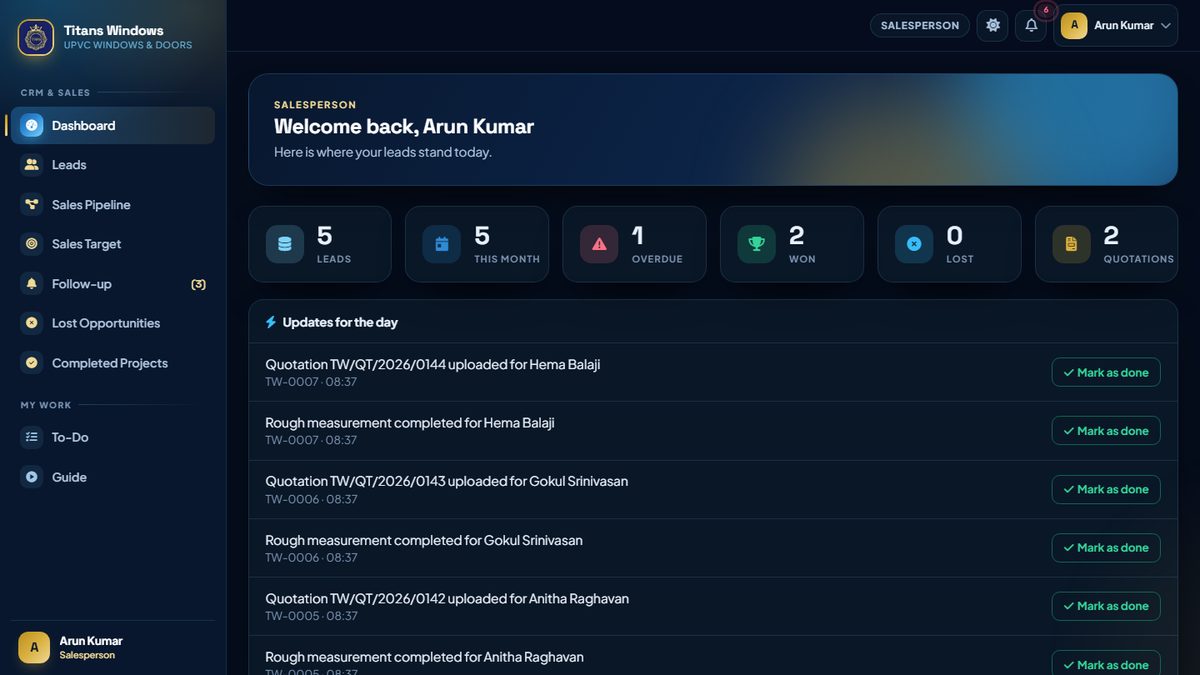 Titans Windows
UPVC WINDOWS & DOORS
SALESPERSON
6
A
Arun Kumar
CRM & SALES
Dashboard
Leads
Sales Pipeline
Sales Target
Follow-up (3)
Lost Opportunities
Completed Projects
MY WORK
To-Do
Guide
A
Arun Kumar
Salesperson
SALESPERSON
Welcome back, Arun Kumar
Here is where your leads stand today.
5
LEADS
5
THIS MONTH
1
OVERDUE
2
WON
0
LOST
2
QUOTATIONS
Updates for the day
Quotation TW/QT/2026/0144 uploaded for Hema Balaji
TW-0007 · 08:37
Mark as done
Rough measurement completed for Hema Balaji
TW-0007 · 08:37
Mark as done
Quotation TW/QT/2026/0143 uploaded for Gokul Srinivasan
TW-0006 · 08:37
Mark as done
Rough measurement completed for Gokul Srinivasan
TW-0006 · 08:37
Mark as done
Quotation TW/QT/2026/0142 uploaded for Anitha Raghavan
TW-0005 · 08:37
Mark as done
Rough measurement completed for Anitha Raghavan
TW-0005 · 08:37
Mark as done